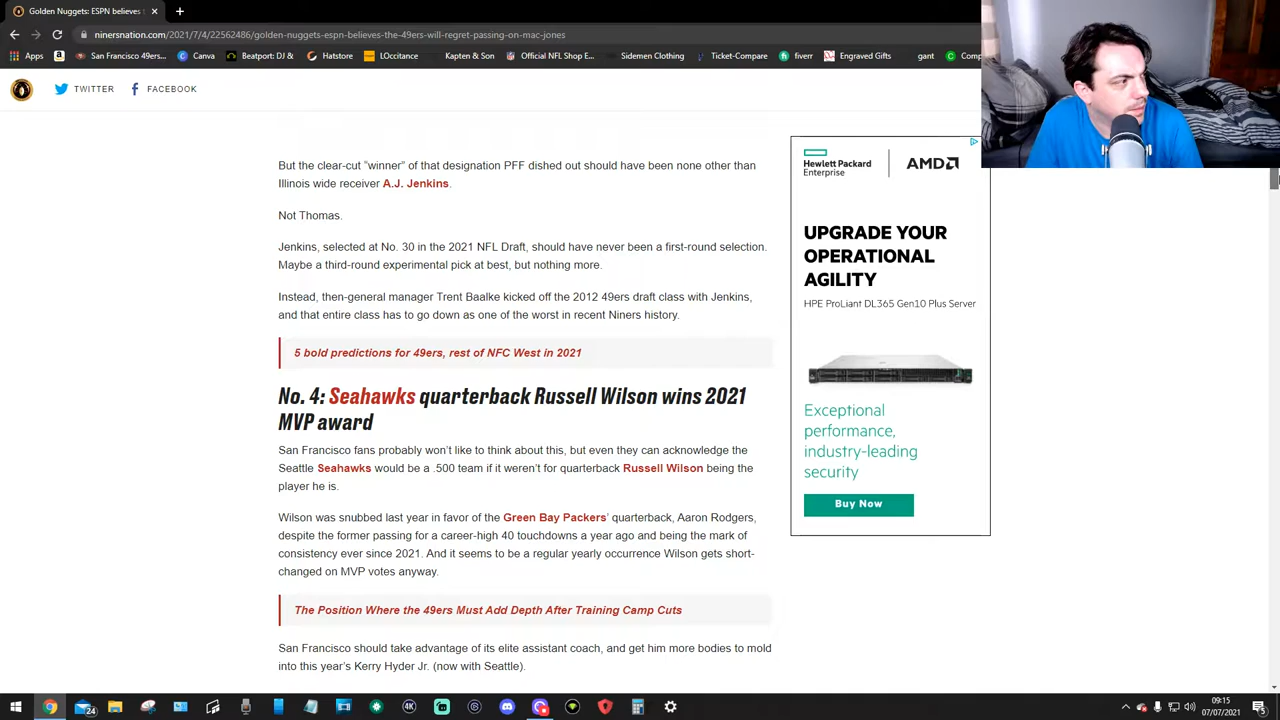 Golden Nuggets: ESPN believes t
ninersnation.com/2021/7/4/22562486/golden-nuggets-espn-believes-the-49ers-will-regret-passing-on-mac-jones
Apps San Francisco 49ers... Canva Beatport: DJ & Hatstore LOccitance Official NFL Shop E... Sidemen Clothing Ticket-Compare fiverr Engraved Gifts gant Comp
TWITTER FACEBOOK
But the clear-cut "winner" of that designation PFF dished out should have been none other than
Illinois wide receiver A.J. Jenkins.
Not Thomas.
Jenkins, selected at No. 30 in the 2021 NFL Draft, should have never been a first-round selection.
Maybe a third-round experimental pick at best, but nothing more.
Instead, then-general manager Trent Baalke kicked off the 2012 49ers draft class with Jenkins,
and that entire class has to go down as one of the worst in recent Niners history.
5 bold predictions for 49ers, rest of NFC West in 2021
No. 4: Seahawks quarterback Russell Wilson wins 2021
MVP award
San Francisco fans probably won't like to think about this, but even they can acknowledge the
Seattle Seahawks would be a .500 team if it weren't for quarterback Russell Wilson being the
player he is.
Wilson was snubbed last year in favor of the Green Bay Packers' quarterback, Aaron Rodgers,
despite the former passing for a career-high 40 touchdowns a year ago and being the mark of
consistency ever since 2021. And it seems to be a regular yearly occurrence Wilson gets short-
changed on MVP votes anyway.
The Position Where the 49ers Must Add Depth After Training Camp Cuts
San Francisco should take advantage of its elite assistant coach, and get him more bodies to mold
into this year's Kerry Hyder Jr. (now with Seattle).
Hewlett Packard
Enterprise
AMD
UPGRADE YOUR
OPERATIONAL
AGILITY
HPE ProLiant DL365 Gen10 Plus Server
Exceptional
performance,
industry-leading
security
Buy Now
24
4K
09:15
07/07/2021
5